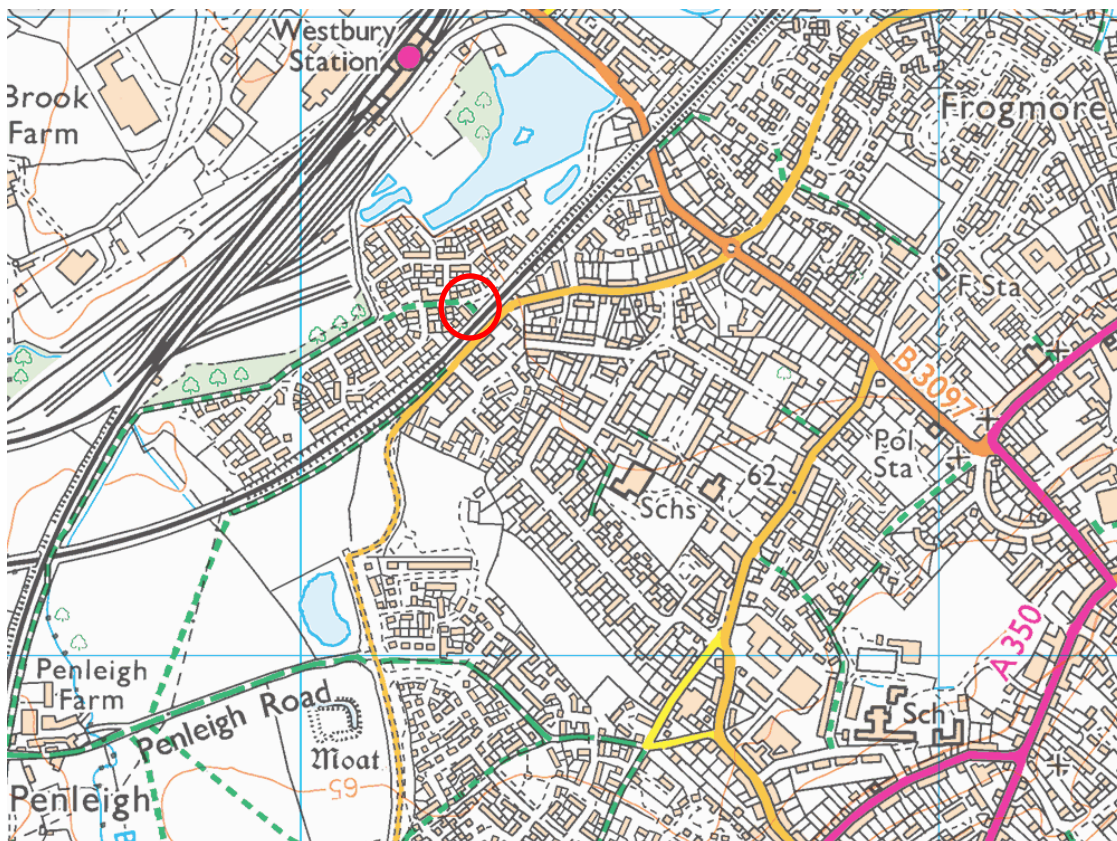 Westbury
Station
Brook
Farm
Frogmore
F Sta
B 3097
Pol
Sta
62
Schs
A 350
Penleigh
Farm
Penleigh Road
Moat
Sch
65
Penleigh